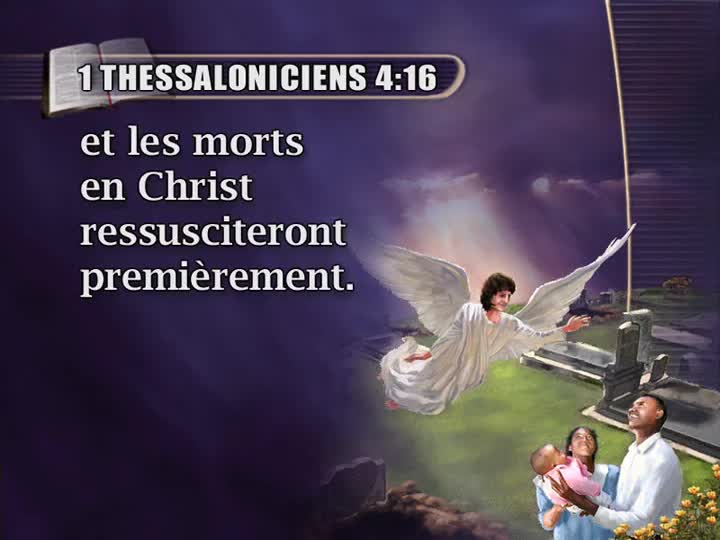 1 THESSALONICIENS 4:16
et les morts
en Christ
ressusciteront
premièrement.